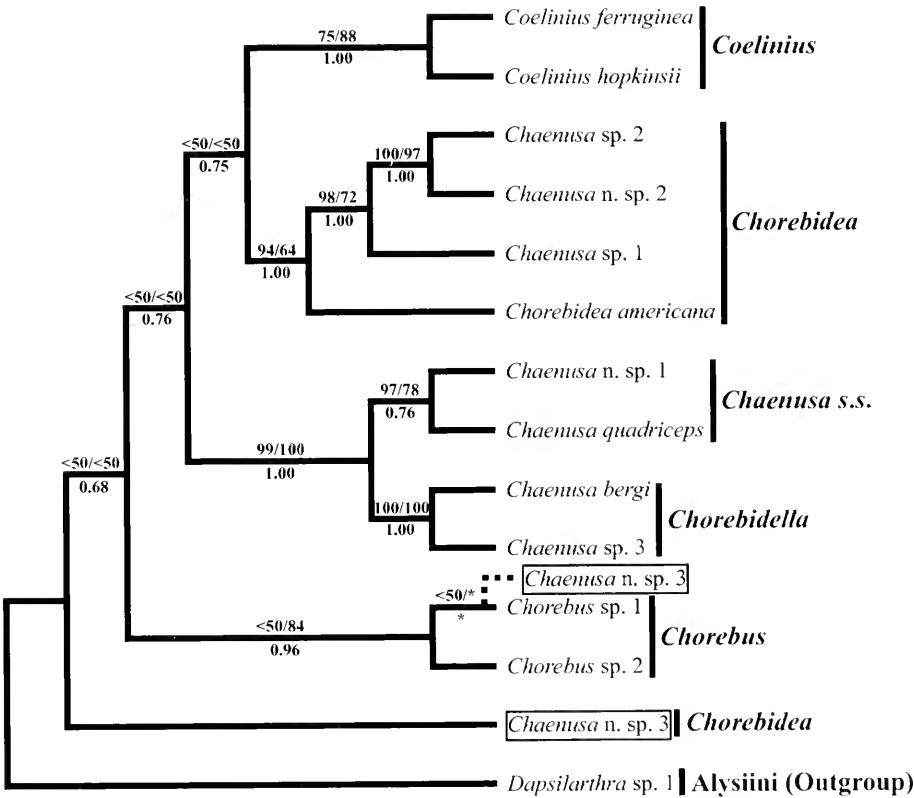 Coelinius ferruginea
75/88
Coelinius
1.00
Coelinius hopkinsii
Chaenusa sp. 2
<50/<50
100/97
0.75
1.00
Chaenusa n. sp. 2
98/72
1.00
Chorebidea
94/64
Chaenusa sp. 1
1.00
<50/<50
Chorebidea americana
0.76
Chaenusa n. sp. 1
97/78
Chaenusa s.s.
0.76
Chaenusa quadriceps
99/100
<50/<50
1.00
0.68
Chaenusa bergi
100/100
Chorebidella
1.00
Chaenusa sp. 3
Chaenusa n. sp. 3
<50/*
Chorebus sp. 1
*
<50/84
Chorebus
0.96
Chorebus sp. 2
Chaenusa n. sp. 3
Chorebidea
Dapsilarthra sp. 1
Alysiini (Outgroup)